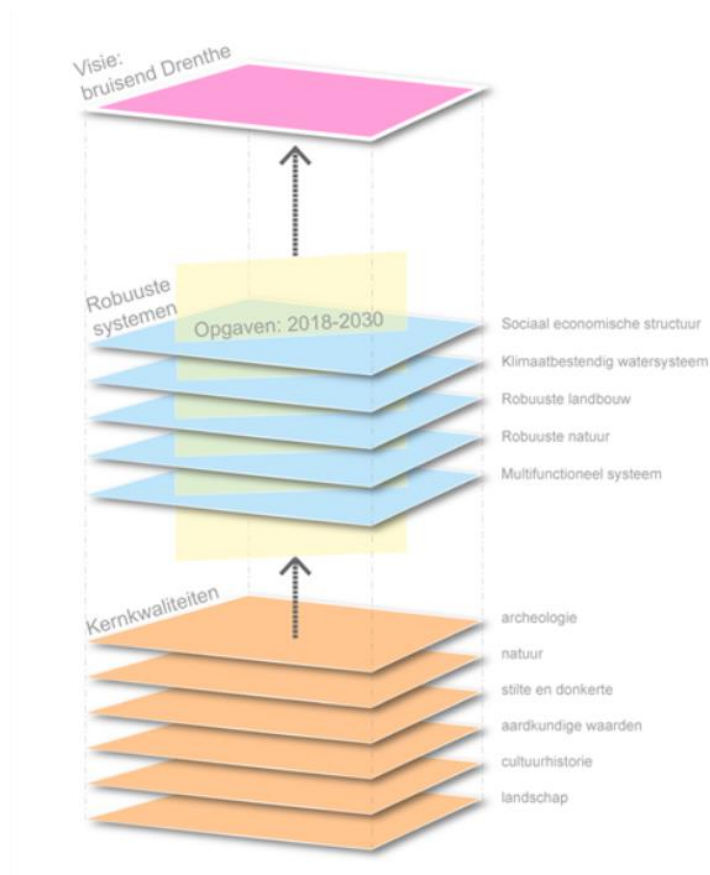 Visie:
bruisend Drenthe
Robuuste
systemen
Opgaven: 2018-2030
Sociaal economische structuur
Klimaatbestendig watersysteem
Robuuste landbouw
Robuuste natuur
Multifunctioneel systeem
Kernkwaliteiten
archeologie
natuur
stilte en donkerte
aardkundige waarden
cultuurhistorie
landschap